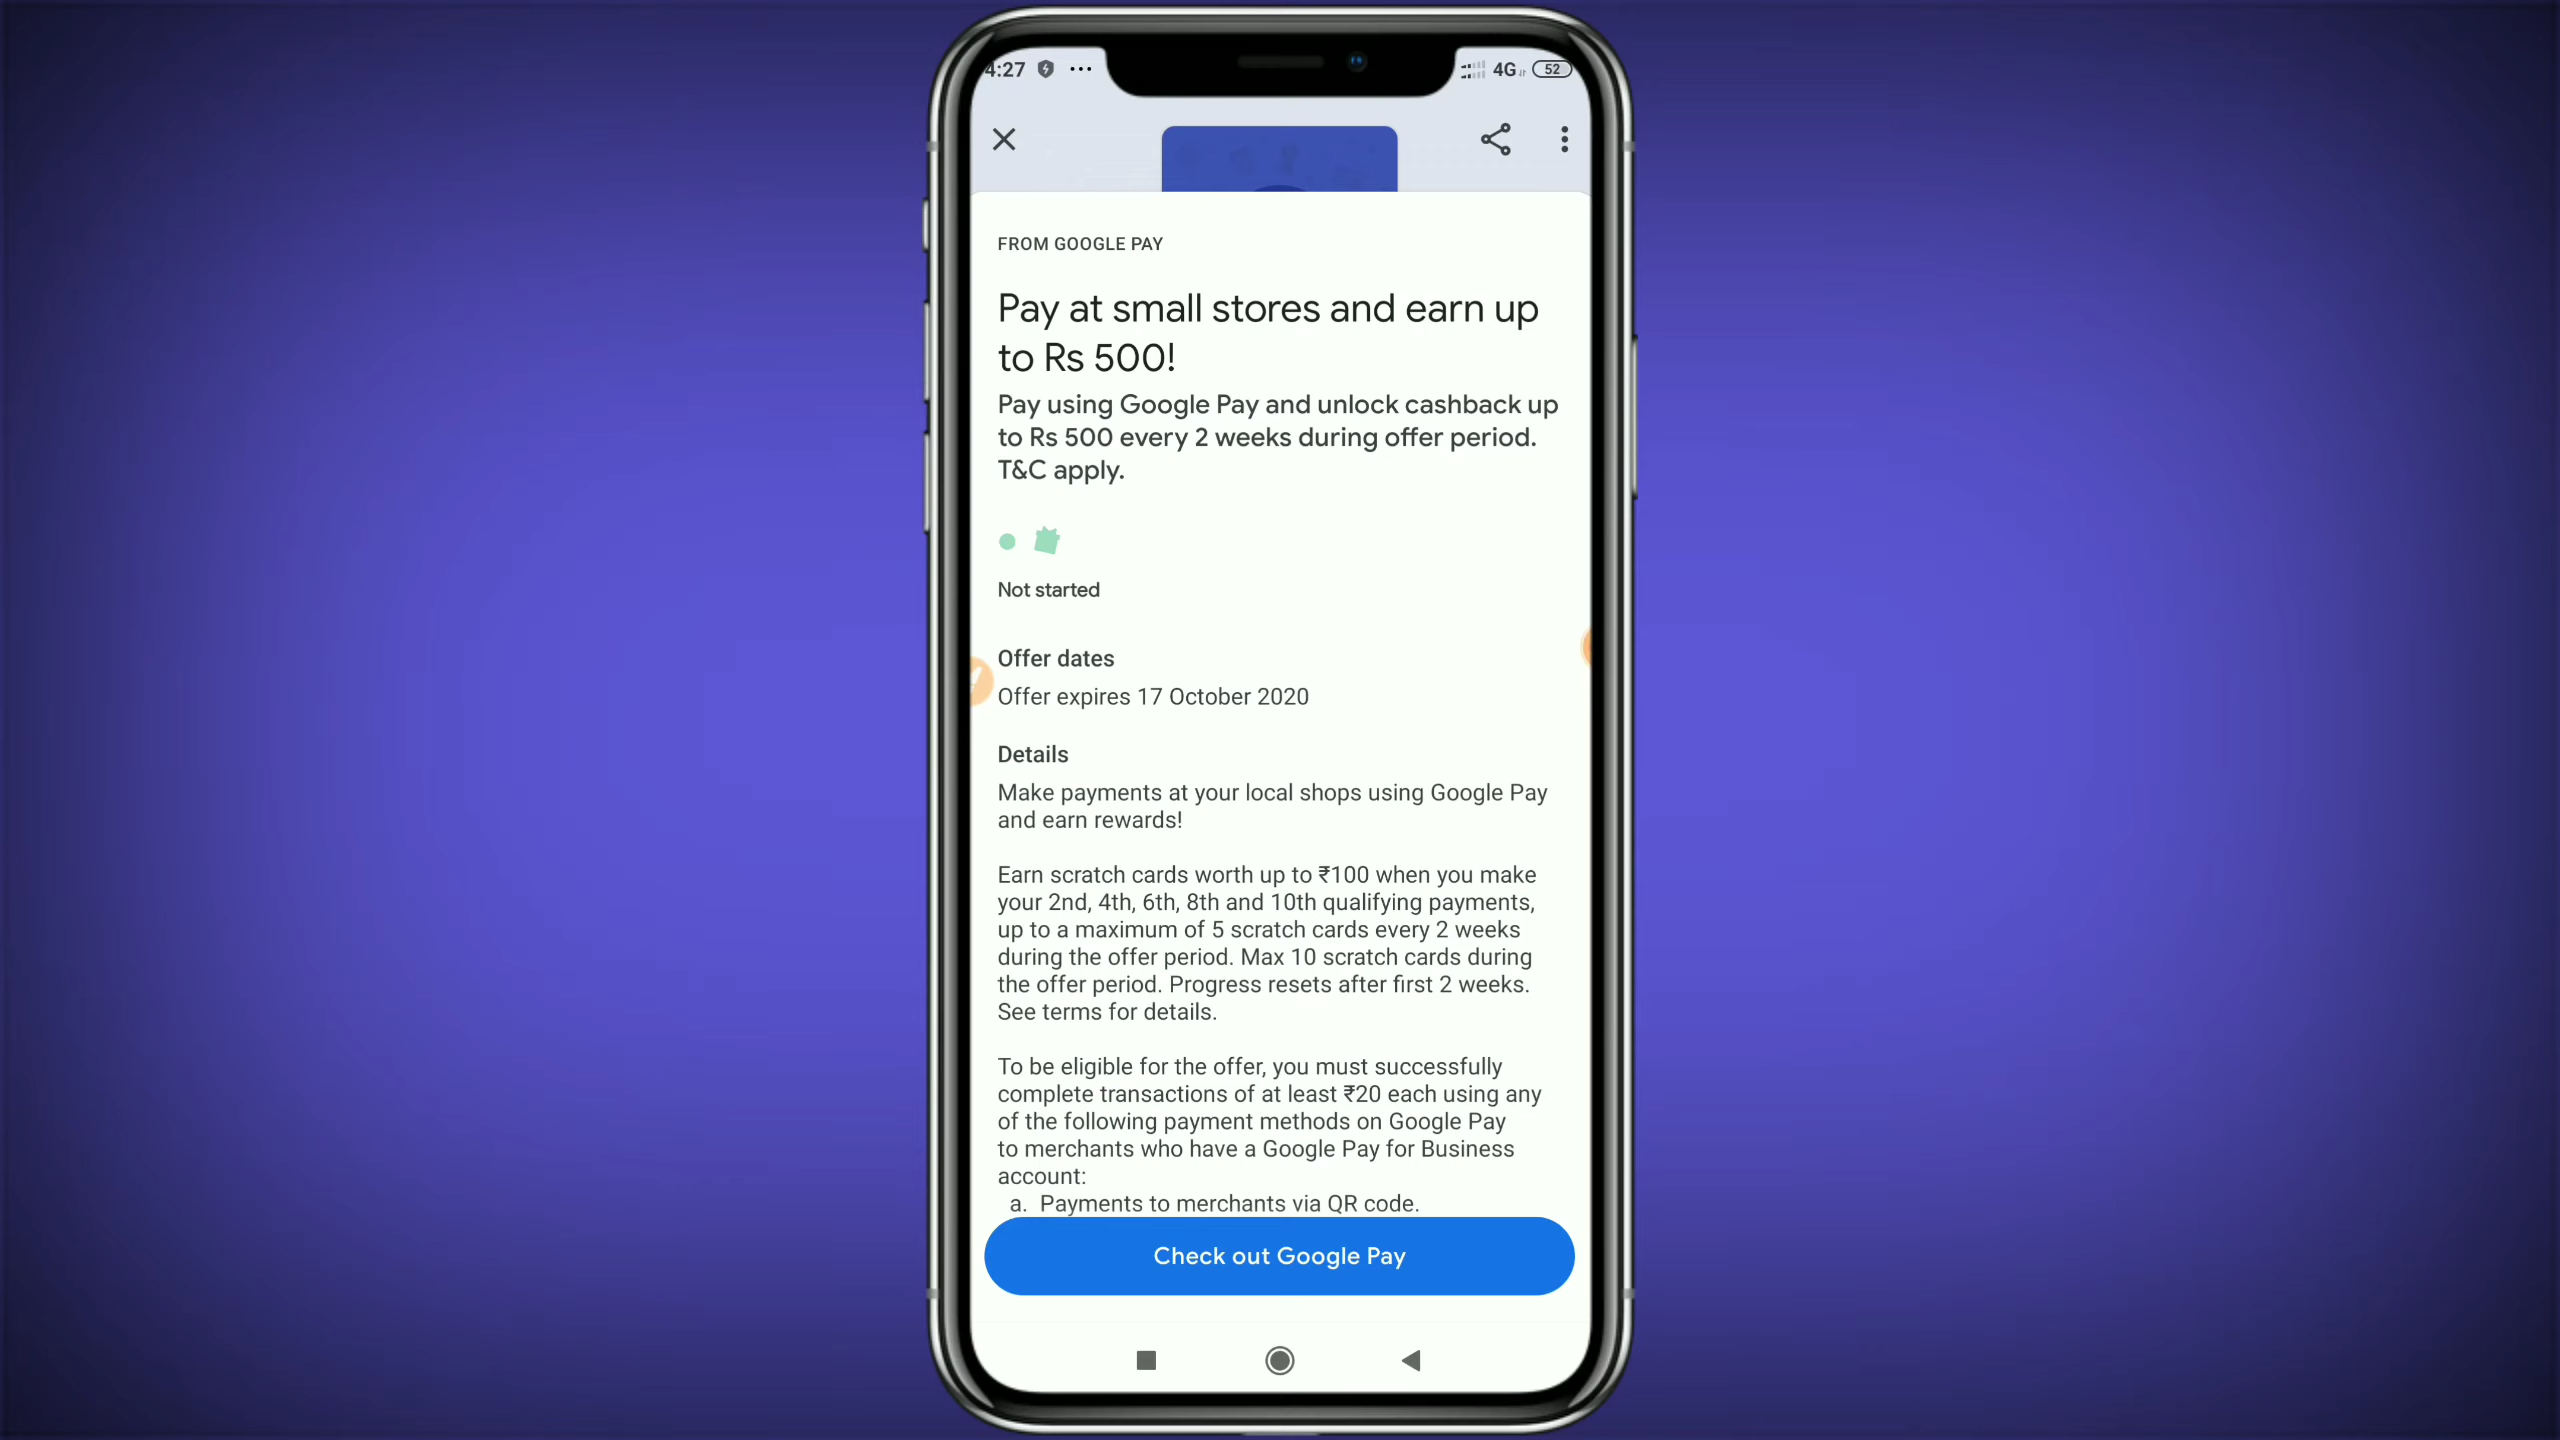 4:27
4G
52
FROM GOOGLE PAY
Pay at small stores and earn up
to Rs 500!
Pay using Google Pay and unlock cashback up
to Rs 500 every 2 weeks during offer period.
T&C apply.
Not started
Offer dates
Offer expires 17 October 2020
Details
Make payments at your local shops using Google Pay
and earn rewards!
Earn scratch cards worth up to ₹100 when you make
your 2nd, 4th, 6th, 8th and 10th qualifying payments,
up to a maximum of 5 scratch cards every 2 weeks
during the offer period. Max 10 scratch cards during
the offer period. Progress resets after first 2 weeks.
See terms for details.
To be eligible for the offer, you must successfully
complete transactions of at least ₹20 each using any
of the following payment methods on Google Pay
to merchants who have a Google Pay for Business
account:
a. Payments to merchants via QR code.
Check out Google Pay